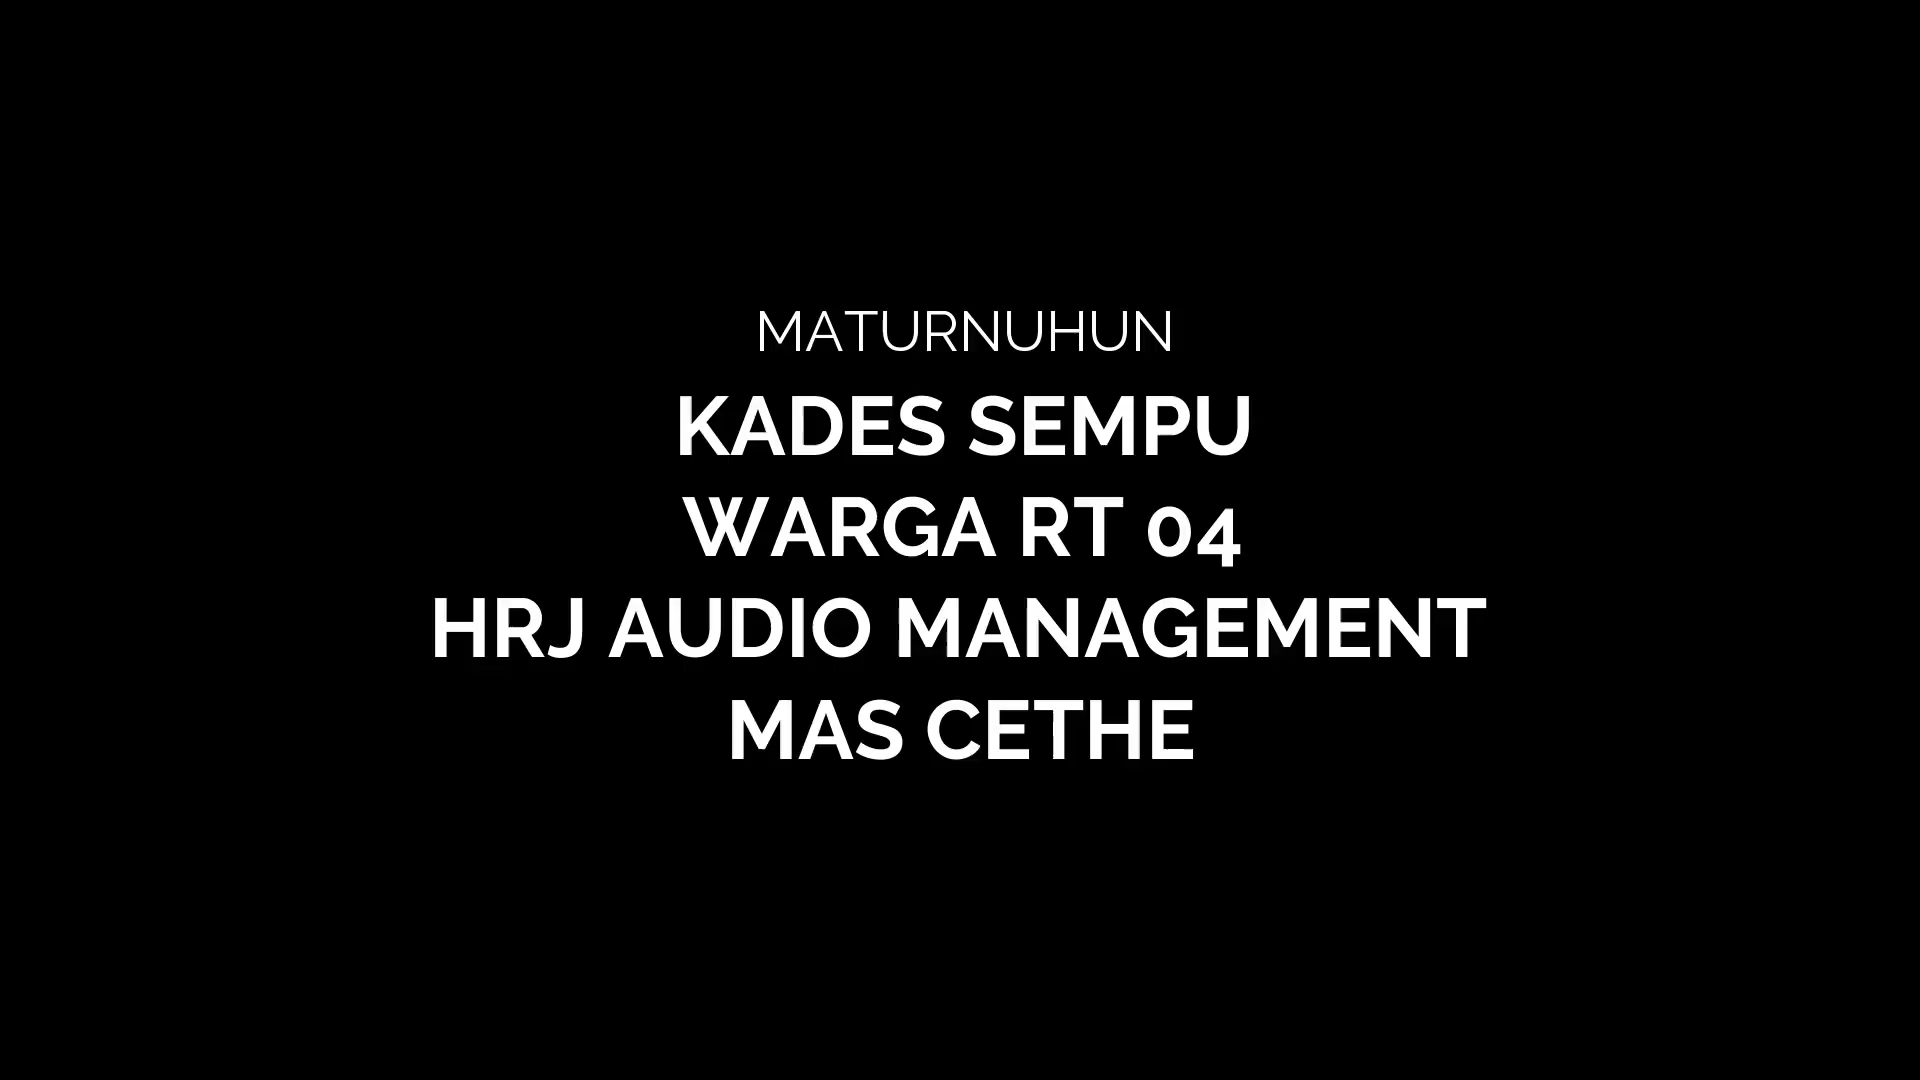 MATURNUHUN
KADES SEMPU
WARGA RT 04
HRJ AUDIO MANAGEMENT
MAS CETHE